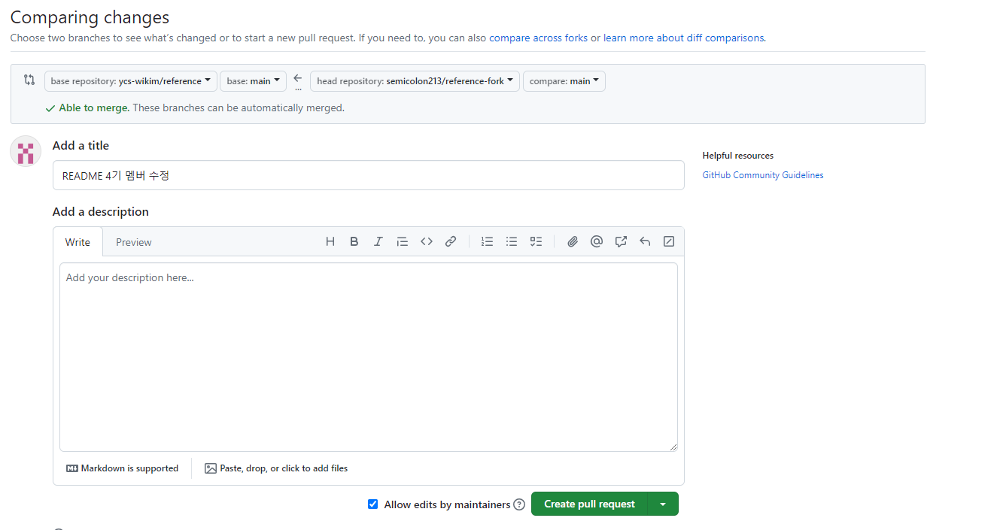 Comparing changes
Choose two branches to see what's changed or to start a new pull request. If you need to, you can also compare across forks or learn more about diff comparisons.
base repository: ycs-wikim/reference base: main ... head repository: semicolon213/reference-fork compare: main
Able to merge. These branches can be automatically merged.
Add a title
README 4기 멤버 수정
Helpful resources
GitHub Community Guidelines
Add a description
Write Preview
Add your description here...
Markdown is supported Paste, drop, or click to add files
Allow edits by maintainers Create pull request